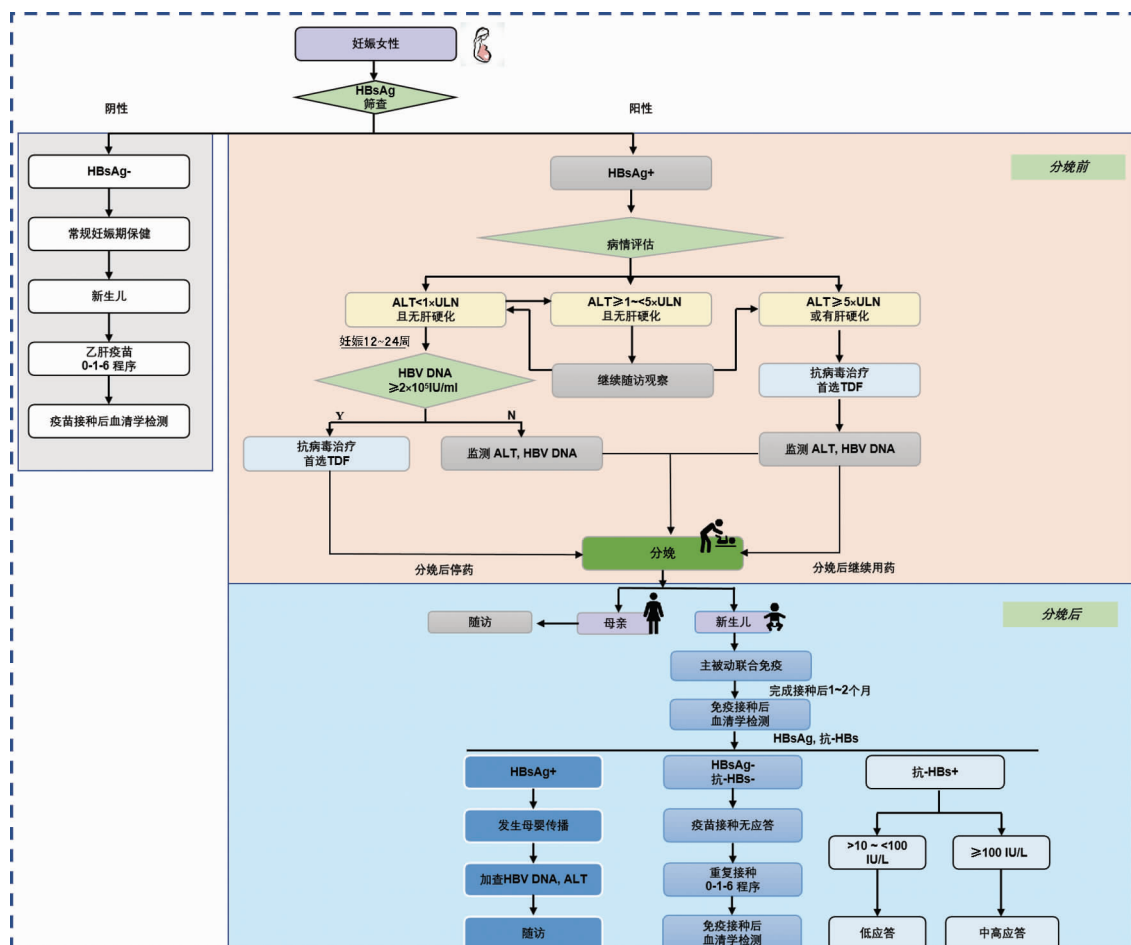 妊娠女性
HBsAg
筛查
阴性
阳性
HBsAg-
常规妊娠期保健
新生儿
乙肝疫苗
0-1-6 程序
疫苗接种后血清学检测
分娩前
HBsAg+
病情评估
ALT<1×ULN
且无肝硬化
ALT≥1~<5×ULN
且无肝硬化
ALT≥5×ULN
或有肝硬化
妊娠12~24周
HBV DNA
≥2×10⁵IU/ml
继续随访观察
抗病毒治疗
首选TDF
Y
N
抗病毒治疗
首选TDF
监测 ALT, HBV DNA
监测 ALT, HBV DNA
分娩
分娩后停药
分娩后继续用药
分娩后
随访
母亲
新生儿
主被动联合免疫
完成接种后1~2个月
免疫接种后
血清学检测
HBsAg, 抗-HBs
HBsAg+
发生母婴传播
加查HBV DNA, ALT
随访
HBsAg-
抗-HBs-
疫苗接种无应答
重复接种
0-1-6 程序
免疫接种后
血清学检测
抗-HBs+
>10 ~ <100
IU/L
≥100 IU/L
低应答
中高应答